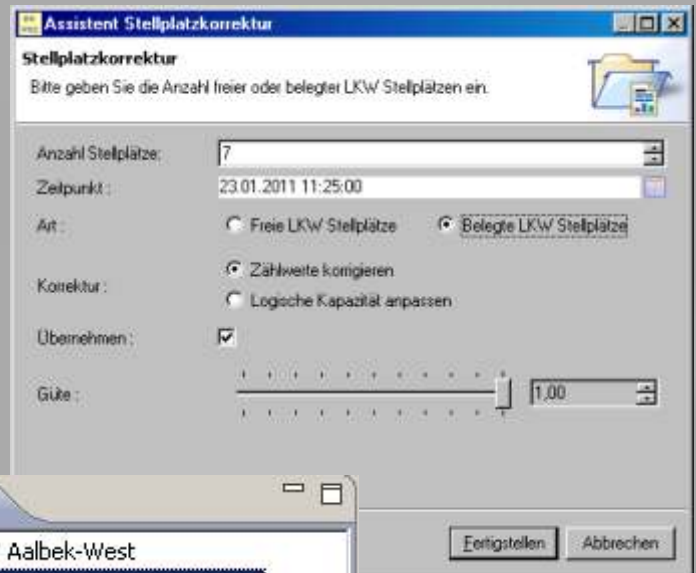 Assistent Stellplatzkorrektur
Stellplatzkorrektur
Bitte geben Sie die Anzahl freier oder belegter LKW Stellplätzen ein.
Anzahl Stellplätze: 7
Zeitpunkt : 23.01.2011 11:25:00
Art : Freie LKW Stellplätze Belegte LKW Stellplätze
Korrektur : Zählwerte korrigieren
Logische Kapazität anpassen
Übernehmen :
Güte : 1,00
Aalbek-West
Fertigstellen Abbrechen